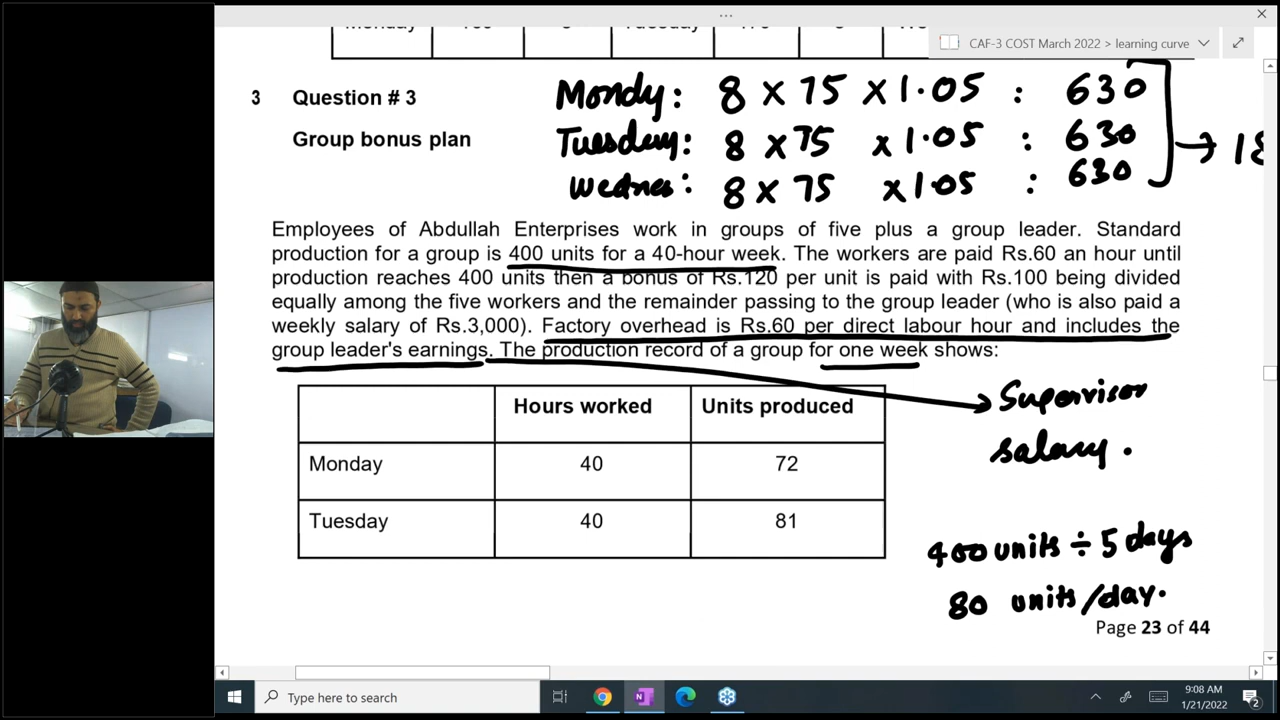 ...
CAF-3 COST March 2022 > learning curve
3 Question # 3
Group bonus plan
Mondy: 8 × 75 × 1.05 : 630
Tuesday: 8 × 75 × 1.05 : 630
Wednes: 8 × 75 × 1.05 : 630
→ 18
Employees of Abdullah Enterprises work in groups of five plus a group leader. Standard
production for a group is 400 units for a 40-hour week. The workers are paid Rs.60 an hour until
production reaches 400 units then a bonus of Rs.120 per unit is paid with Rs.100 being divided
equally among the five workers and the remainder passing to the group leader (who is also paid a
weekly salary of Rs.3,000). Factory overhead is Rs.60 per direct labour hour and includes the
group leader's earnings. The production record of a group for one week shows:
Hours worked Units produced
Monday 40 72
Tuesday 40 81
Supervisor
salary.
400 units ÷ 5 days
80 units/day.
Page 23 of 44
Type here to search
9:08 AM
1/21/2022
2